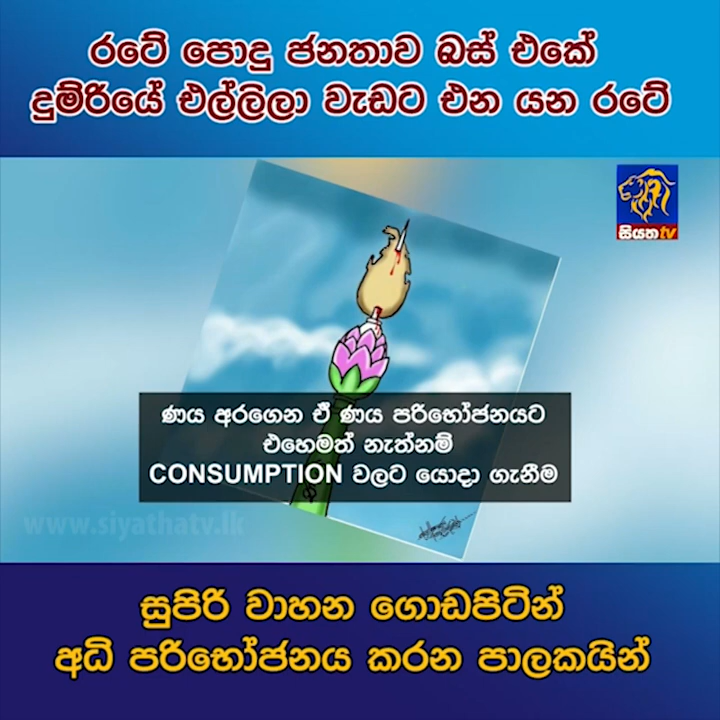 රටේ පොදු ජනතාව බස් එකේ
දුම්රියේ එල්ලිලා වැඩට එන යන රටේ
සියත tv
ණය අරගෙන ඒ ණය පරිභෝජනයට
එහෙමත් නැත්නම්
CONSUMPTION වලට යොදා ගැනීම
www.siyathatv.lk
සුපිරි වාහන ගොඩපිටින්
අධි පරිභෝජනය කරන පාලකයින්